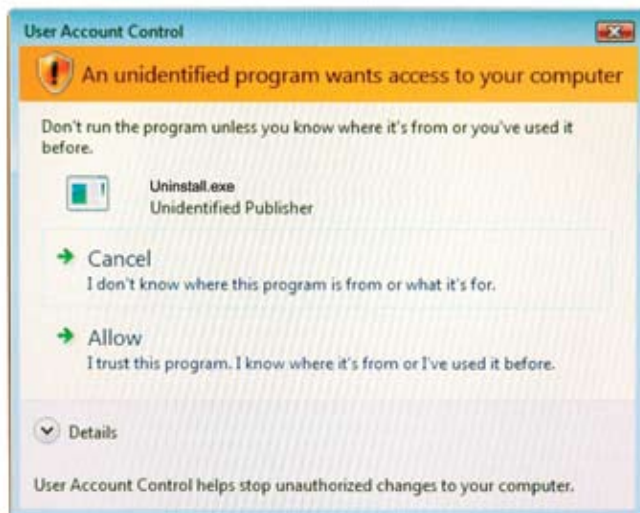 User Account Control
An unidentified program wants access to your computer
Don't run the program unless you know where it's from or you've used it
before.
Uninstall.exe
Unidentified Publisher
Cancel
I don't know where this program is from or what it's for.
Allow
I trust this program. I know where it's from or I've used it before.
Details
User Account Control helps stop unauthorized changes to your computer.